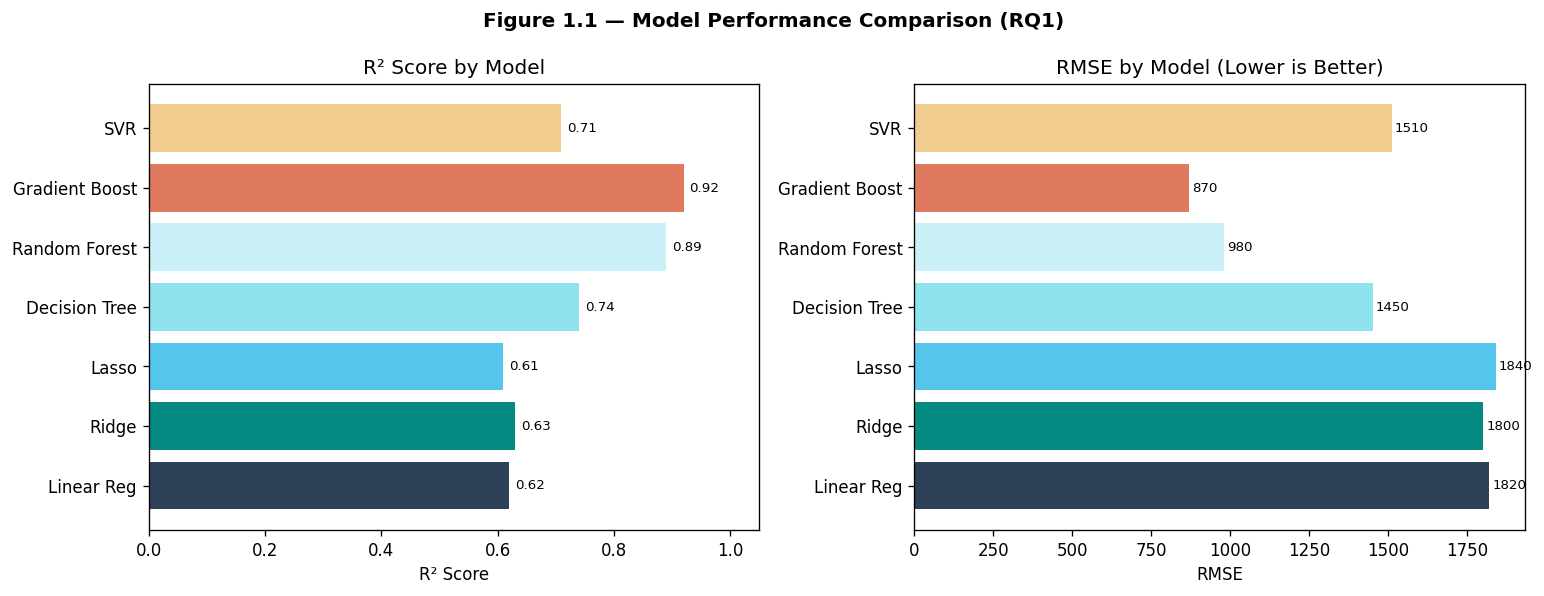 Figure 1.1 — Model Performance Comparison (RQ1)
R² Score by Model
SVR 0.71
Gradient Boost 0.92
Random Forest 0.89
Decision Tree 0.74
Lasso 0.61
Ridge 0.63
Linear Reg 0.62
0.0 0.2 0.4 0.6 0.8 1.0
R² Score
RMSE by Model (Lower is Better)
SVR 1510
Gradient Boost 870
Random Forest 980
Decision Tree 1450
Lasso 1840
Ridge 1800
Linear Reg 1820
0 250 500 750 1000 1250 1500 1750
RMSE